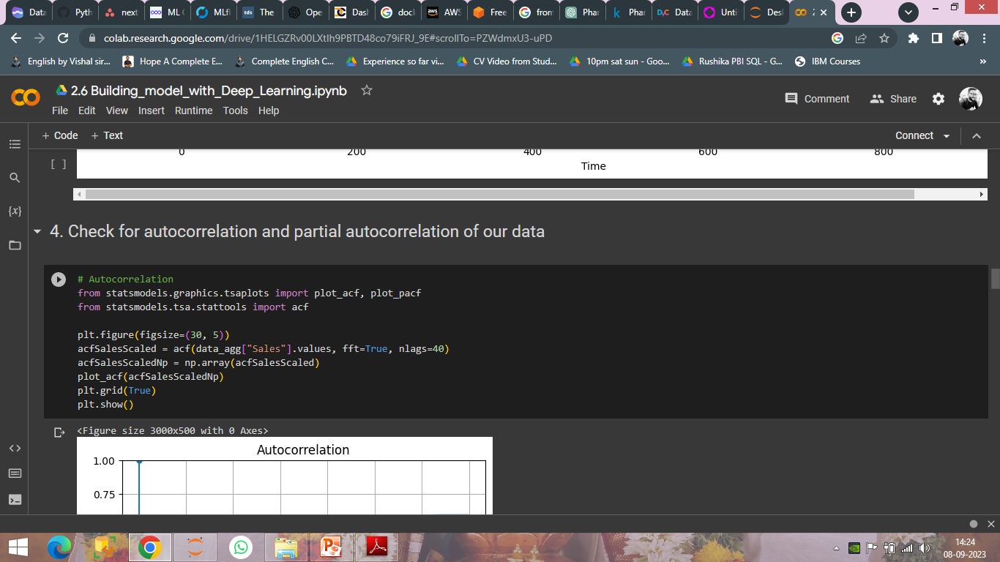 Data
Pyth
next
ML (
MLfl
tds The
Ope
Dasl
dock
aws AWS
Free
from
Phar
k Phar
DVC Data
Unti
Desl
2
colab.research.google.com/drive/1HELGZRv00LXtIh9PBTD48co79iFRJ_9E#scrollTo=PZWdmxU3-uPD
English by Vishal sir...
Hope A Complete E...
Complete English C...
Experience so far vi...
CV Video from Stud...
10pm sat sun - Goo...
Rushika PBI SQL - G...
IBM Courses
»
2.6 Building_model_with_Deep_Learning.ipynb
Comment
Share
File Edit View Insert Runtime Tools Help
+ Code + Text
Connect
[ ]
0 200 400 600 800
Time
{x}
4. Check for autocorrelation and partial autocorrelation of our data
# Autocorrelation
from statsmodels.graphics.tsaplots import plot_acf, plot_pacf
from statsmodels.tsa.stattools import acf
plt.figure(figsize=(30, 5))
acfSalesScaled = acf(data_agg["Sales"].values, fft=True, nlags=40)
acfSalesScaledNp = np.array(acfSalesScaled)
plot_acf(acfSalesScaledNp)
plt.grid(True)
plt.show()
<Figure size 3000x500 with 0 Axes>
Autocorrelation
1.00
0.75
14:24
08-09-2023